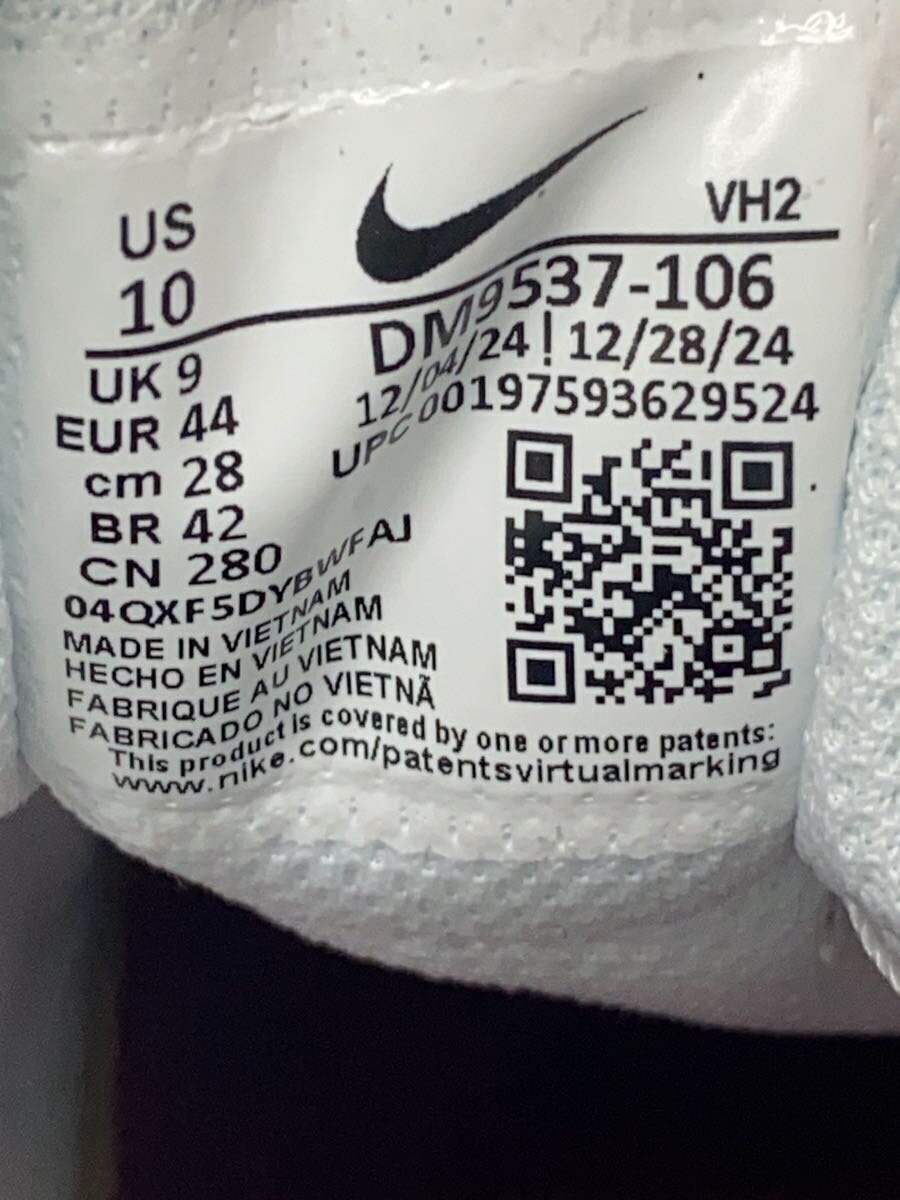 US
10
UK 9
EUR 44
cm 28
BR 42
CN 280
04QXF5DYBWFAJ
MADE IN VIETNAM
HECHO EN VIETNAM
FABRIQUE AU VIETNAM
FABRICADO NO VIETNÃ
VH2
DM9537-106
12/04/24 ! 12/28/24
UPC 00197593629524
This product is covered by one or more patents:
www.nike.com/patentsvirtualmarking